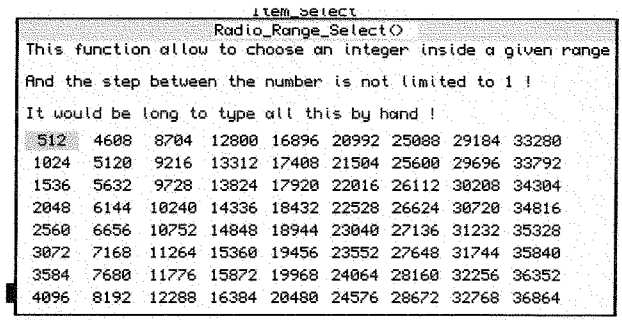 Item_Select
Radio_Range_Select()
This function allow to choose an integer inside a given range
And the step between the number is not limited to 1 !
It would be long to type all this by hand !
512 4608 8704 12800 16896 20992 25088 29184 33280
1024 5120 9216 13312 17408 21504 25600 29696 33792
1536 5632 9728 13824 17920 22016 26112 30208 34304
2048 6144 10240 14336 18432 22528 26624 30720 34816
2560 6656 10752 14848 18944 23040 27136 31232 35328
3072 7168 11264 15360 19456 23552 27648 31744 35840
3584 7680 11776 15872 19968 24064 28160 32256 36352
4096 8192 12288 16384 20480 24576 28672 32768 36864